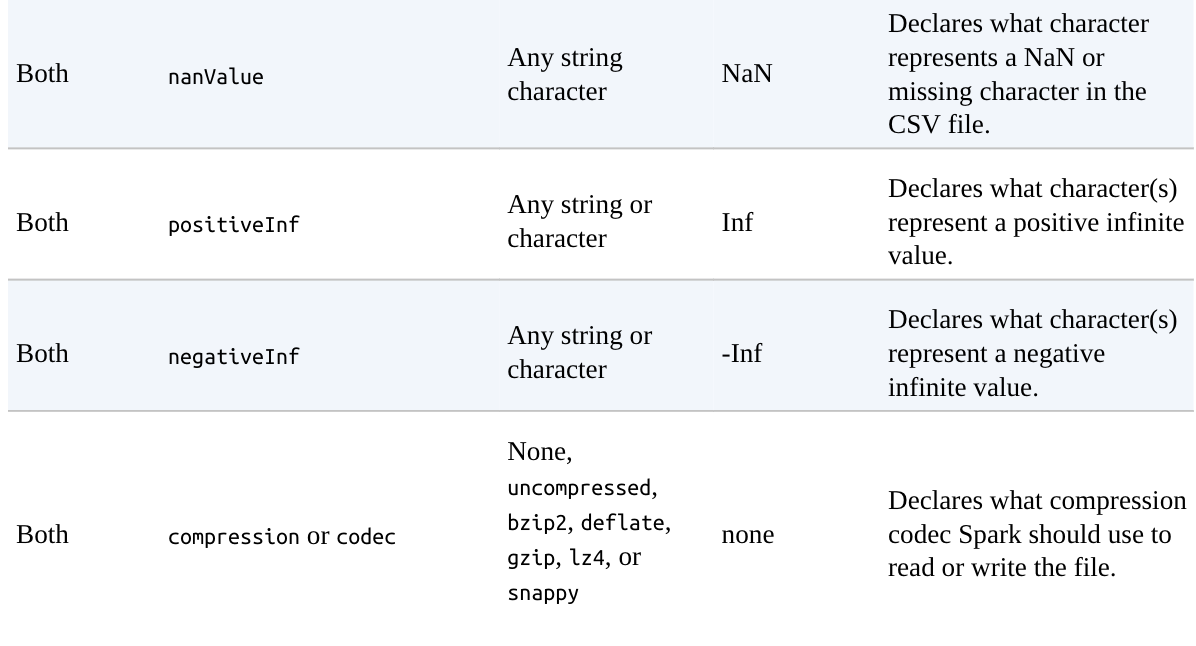 Both nanValue Any string character NaN Declares what character represents a NaN or missing character in the CSV file.
Both positiveInf Any string or character Inf Declares what character(s) represent a positive infinite value.
Both negativeInf Any string or character -Inf Declares what character(s) represent a negative infinite value.
Both compression or codec None, uncompressed, bzip2, deflate, gzip, lz4, or snappy none Declares what compression codec Spark should use to read or write the file.